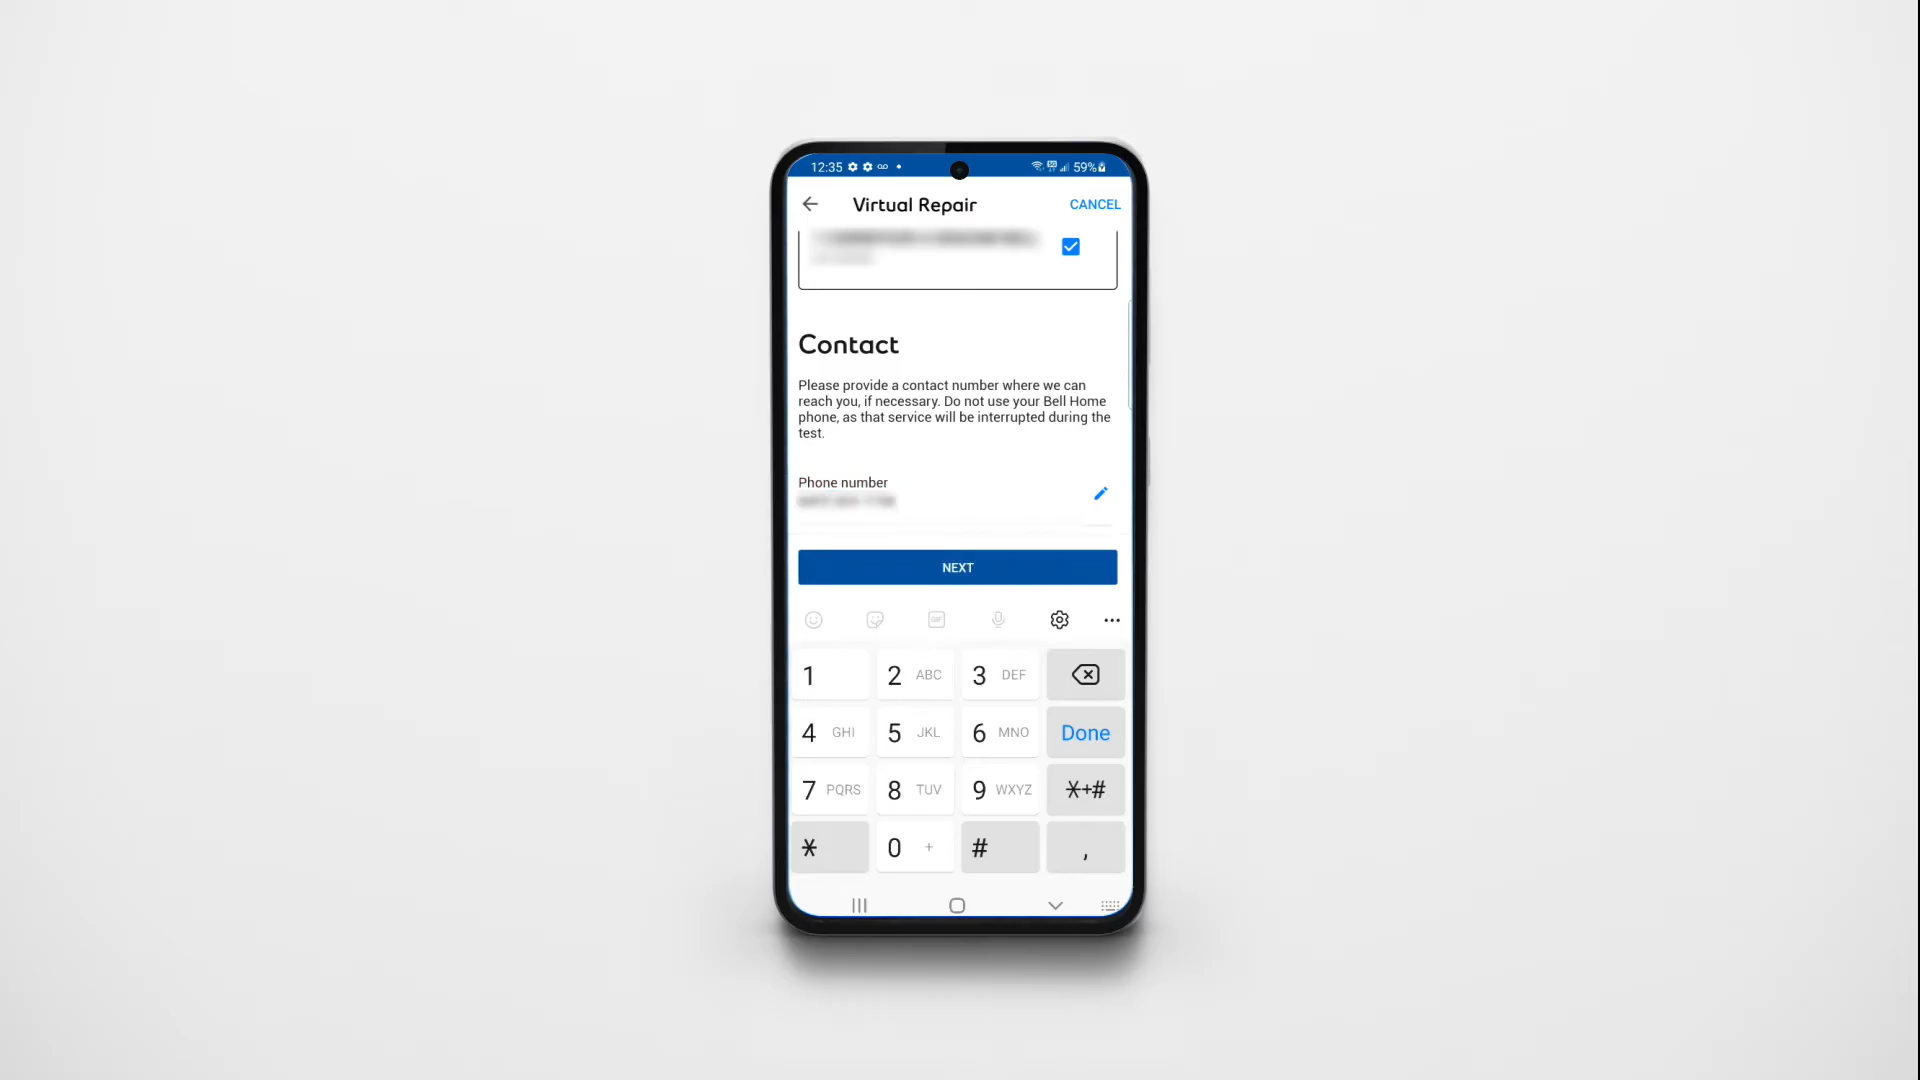 12:35 59%
Virtual Repair CANCEL
Contact
Please provide a contact number where we can
reach you, if necessary. Do not use your Bell Home
phone, as that service will be interrupted during the
test.
Phone number
NEXT
GIF
1 2 ABC 3 DEF
4 GHI 5 JKL 6 MNO Done
7 PQRS 8 TUV 9 WXYZ *+#
* 0 + # ,